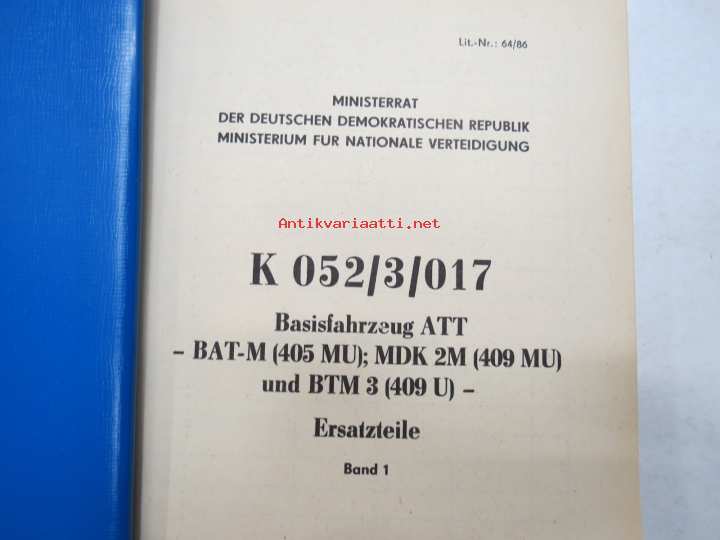 Lit.-Nr.: 64/86
MINISTERRAT
DER DEUTSCHEN DEMOKRATISCHEN REPUBLIK
MINISTERIUM FUR NATIONALE VERTEIDIGUNG
Antikvariaatti.net
K 052/3/017
Basisfahrzeug ATT
– BAT-M (405 MU); MDK 2M (409 MU)
und BTM 3 (409 U) –
Ersatzteile
Band 1